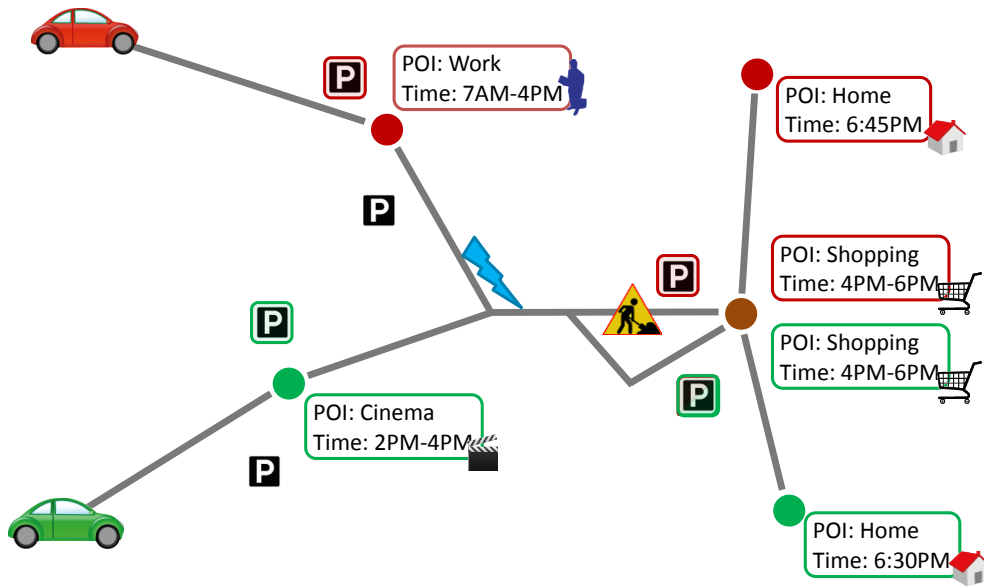 P
POI: Work
Time: 7AM-4PM
POI: Home
Time: 6:45PM
P
POI: Shopping
Time: 4PM-6PM
P
P
POI: Shopping
Time: 4PM-6PM
P
POI: Cinema
Time: 2PM-4PM
P
POI: Home
Time: 6:30PM